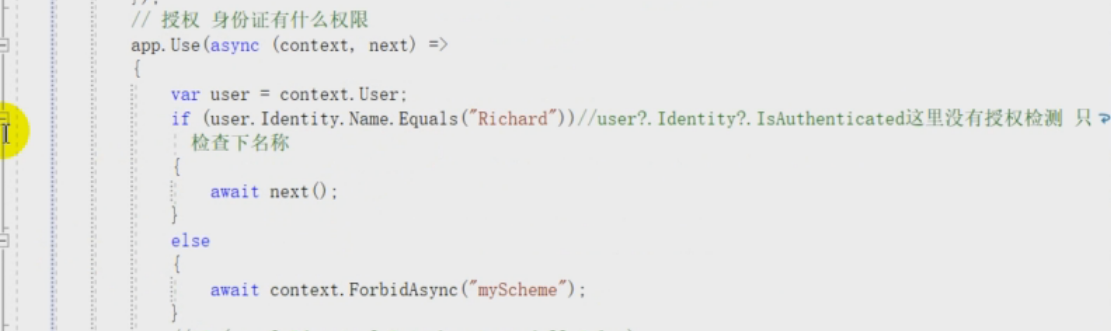 // 授权 身份证有什么权限
app.Use(async (context, next) =>
{
var user = context.User;
if (user.Identity.Name.Equals("Richard"))//user?.Identity?.IsAuthenticated这里没有授权检测 只
检查下名称
{
await next();
}
else
{
await context.ForbidAsync("myScheme");
}